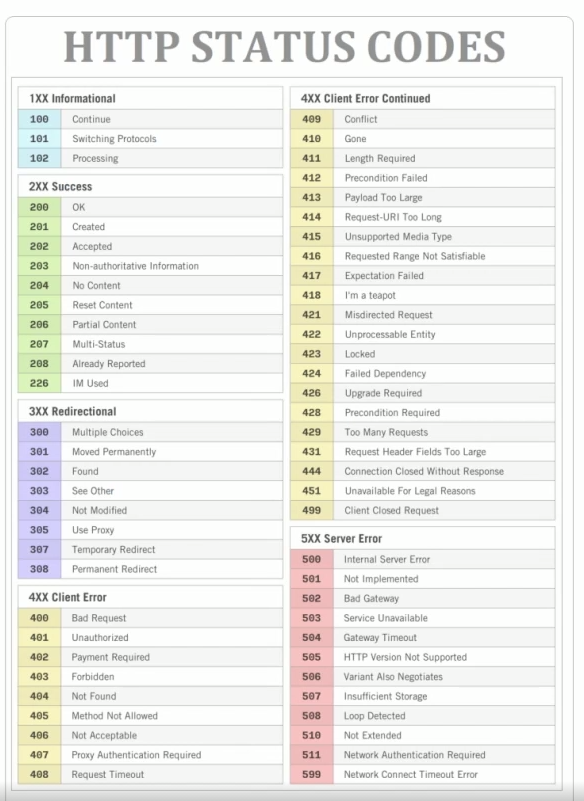 HTTP STATUS CODES
1XX Informational
100 Continue
101 Switching Protocols
102 Processing
2XX Success
200 OK
201 Created
202 Accepted
203 Non-authoritative Information
204 No Content
205 Reset Content
206 Partial Content
207 Multi-Status
208 Already Reported
226 IM Used
3XX Redirectional
300 Multiple Choices
301 Moved Permanently
302 Found
303 See Other
304 Not Modified
305 Use Proxy
307 Temporary Redirect
308 Permanent Redirect
4XX Client Error
400 Bad Request
401 Unauthorized
402 Payment Required
403 Forbidden
404 Not Found
405 Method Not Allowed
406 Not Acceptable
407 Proxy Authentication Required
408 Request Timeout
4XX Client Error Continued
409 Conflict
410 Gone
411 Length Required
412 Precondition Failed
413 Payload Too Large
414 Request-URI Too Long
415 Unsupported Media Type
416 Requested Range Not Satisfiable
417 Expectation Failed
418 I'm a teapot
421 Misdirected Request
422 Unprocessable Entity
423 Locked
424 Failed Dependency
426 Upgrade Required
428 Precondition Required
429 Too Many Requests
431 Request Header Fields Too Large
444 Connection Closed Without Response
451 Unavailable For Legal Reasons
499 Client Closed Request
5XX Server Error
500 Internal Server Error
501 Not Implemented
502 Bad Gateway
503 Service Unavailable
504 Gateway Timeout
505 HTTP Version Not Supported
506 Variant Also Negotiates
507 Insufficient Storage
508 Loop Detected
510 Not Extended
511 Network Authentication Required
599 Network Connect Timeout Error